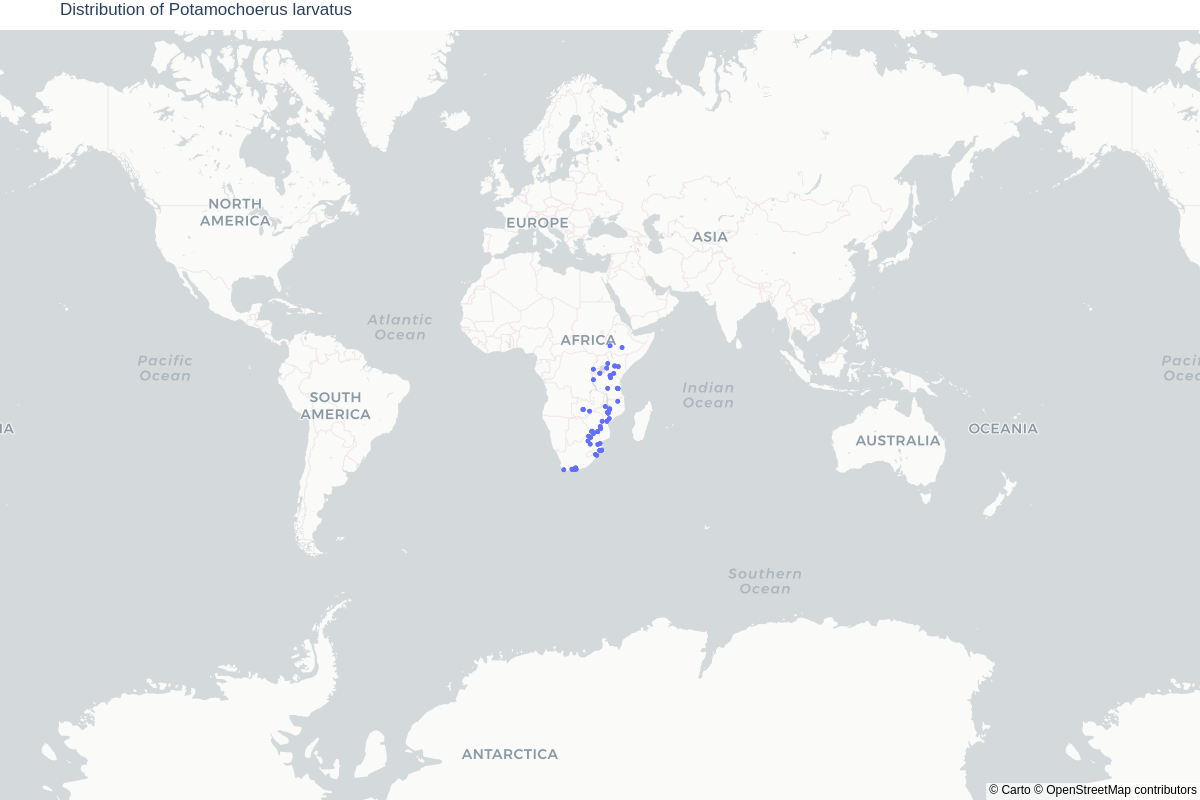 Distribution of Potamochoerus larvatus
NORTH
AMERICA
EUROPE
ASIA
Atlantic
Ocean
AFRICA
Pacific
Ocean
Pacif
Ocea
SOUTH
AMERICA
Indian
Ocean
IA
AUSTRALIA
OCEANIA
Southern
Ocean
ANTARCTICA
© Carto © OpenStreetMap contributors